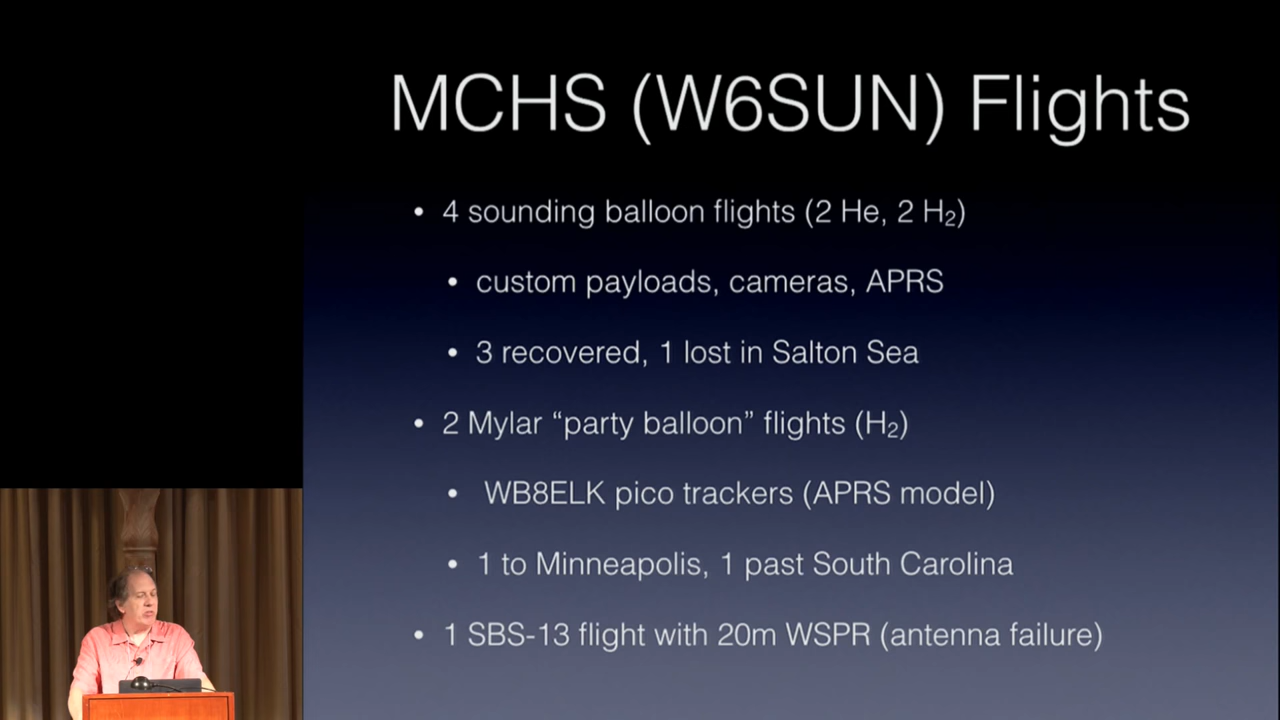 MCHS (W6SUN) Flights
• 4 sounding balloon flights (2 He, 2 H₂)
• custom payloads, cameras, APRS
• 3 recovered, 1 lost in Salton Sea
• 2 Mylar “party balloon” flights (H₂)
• WB8ELK pico trackers (APRS model)
• 1 to Minneapolis, 1 past South Carolina
• 1 SBS-13 flight with 20m WSPR (antenna failure)